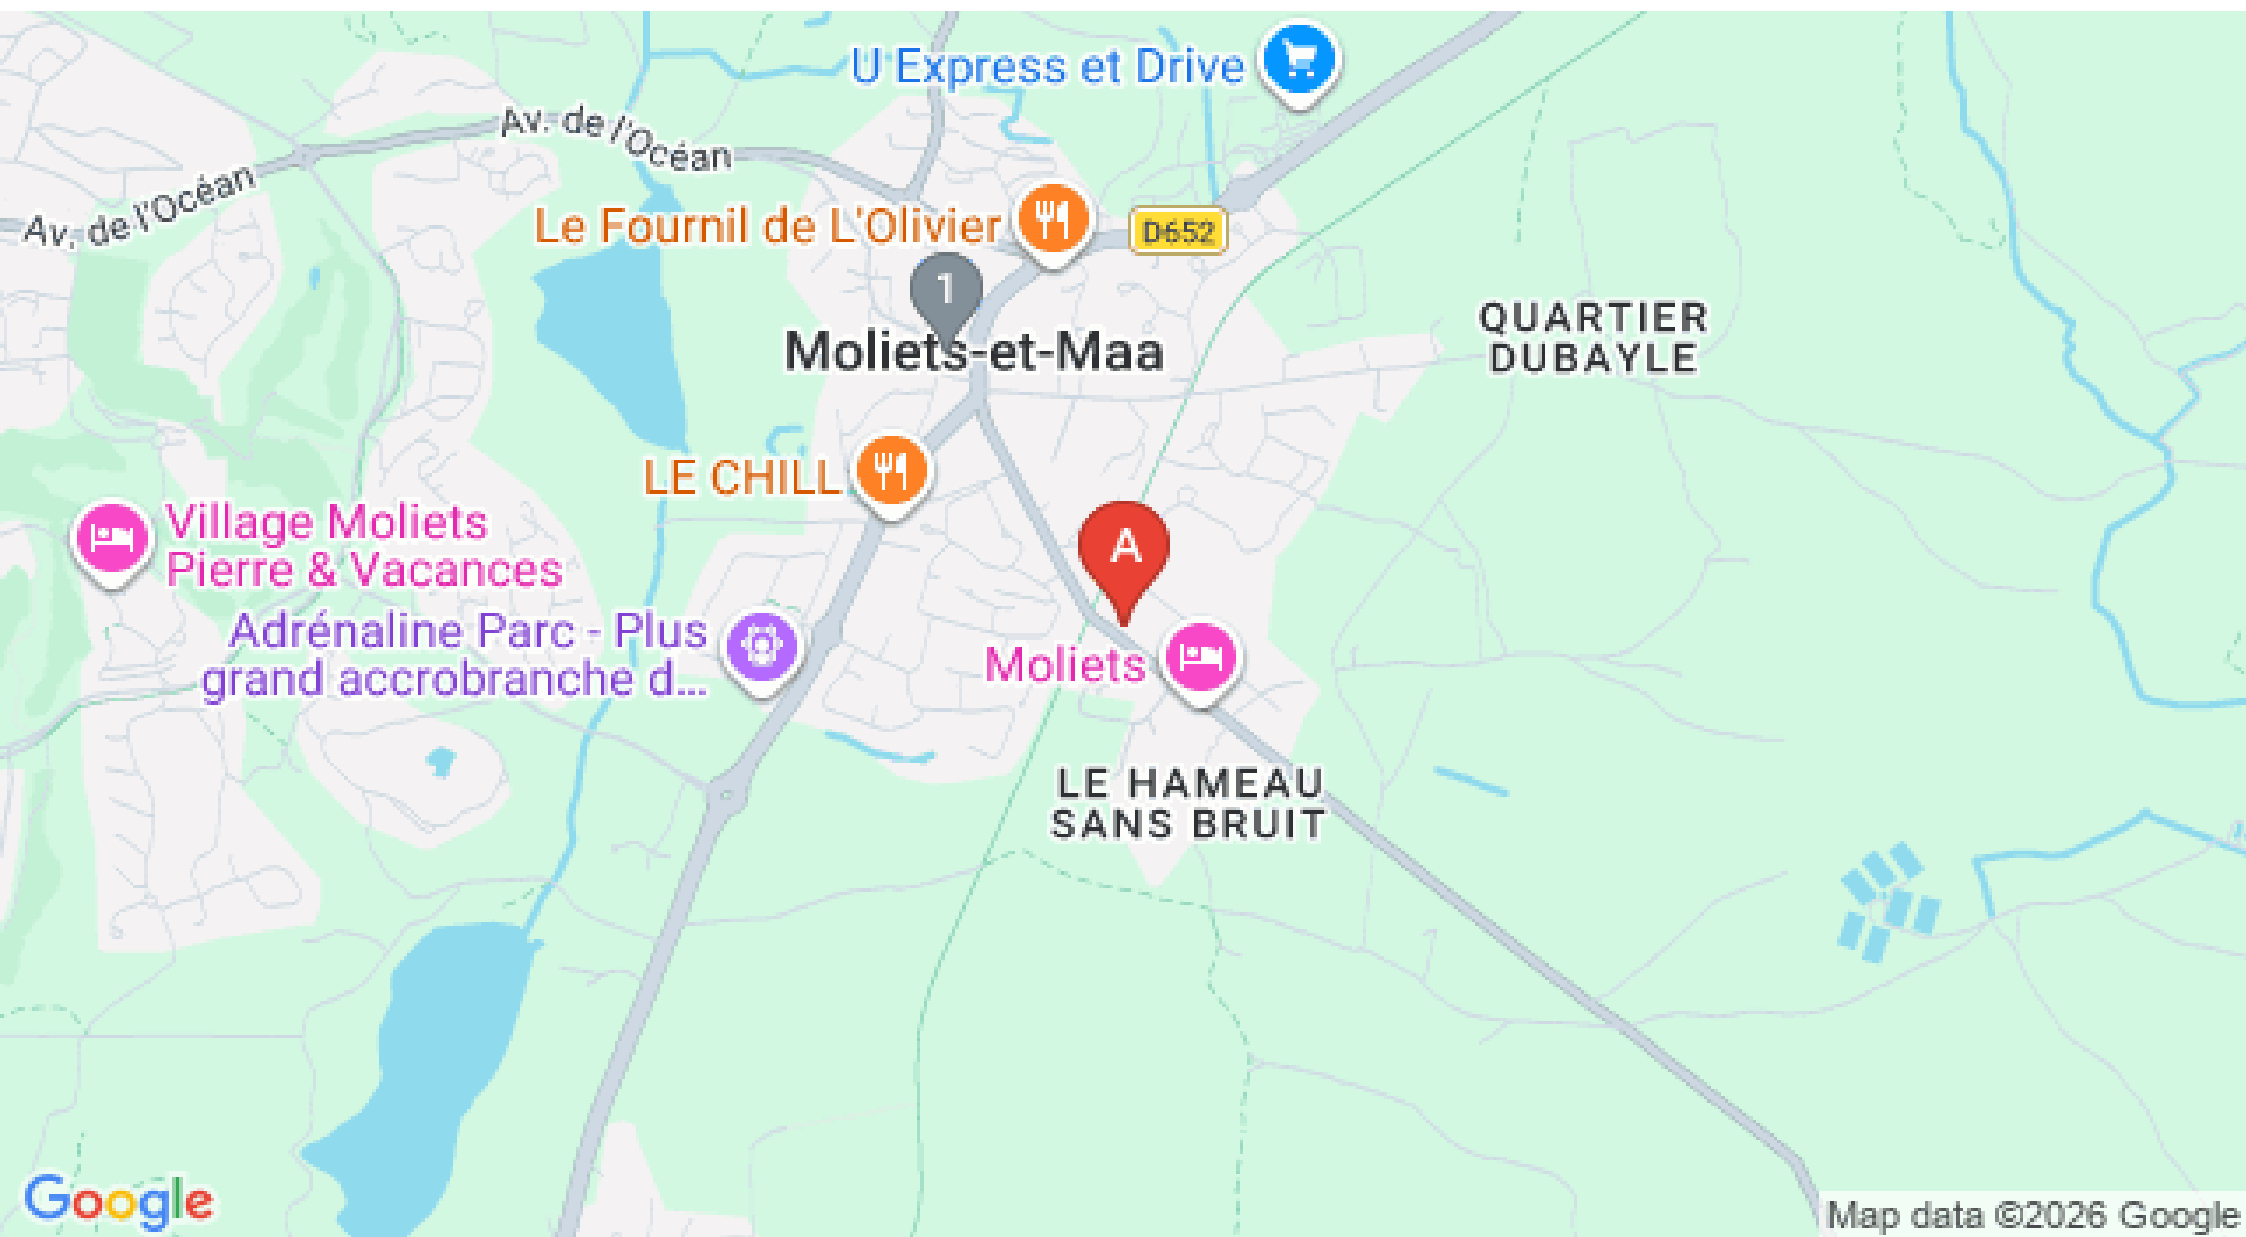 U Express et Drive
Av. de l'Océan
Av. de l'Océan
Le Fournil de L'Olivier
D652
1
Moliets-et-Maa
QUARTIER
DUBAYLE
LE CHILL
Village Moliets
Pierre & Vacances
A
Adrénaline Parc - Plus
grand accrobranche d...
Moliets
LE HAMEAU
SANS BRUIT
Google
Map data ©2026 Google